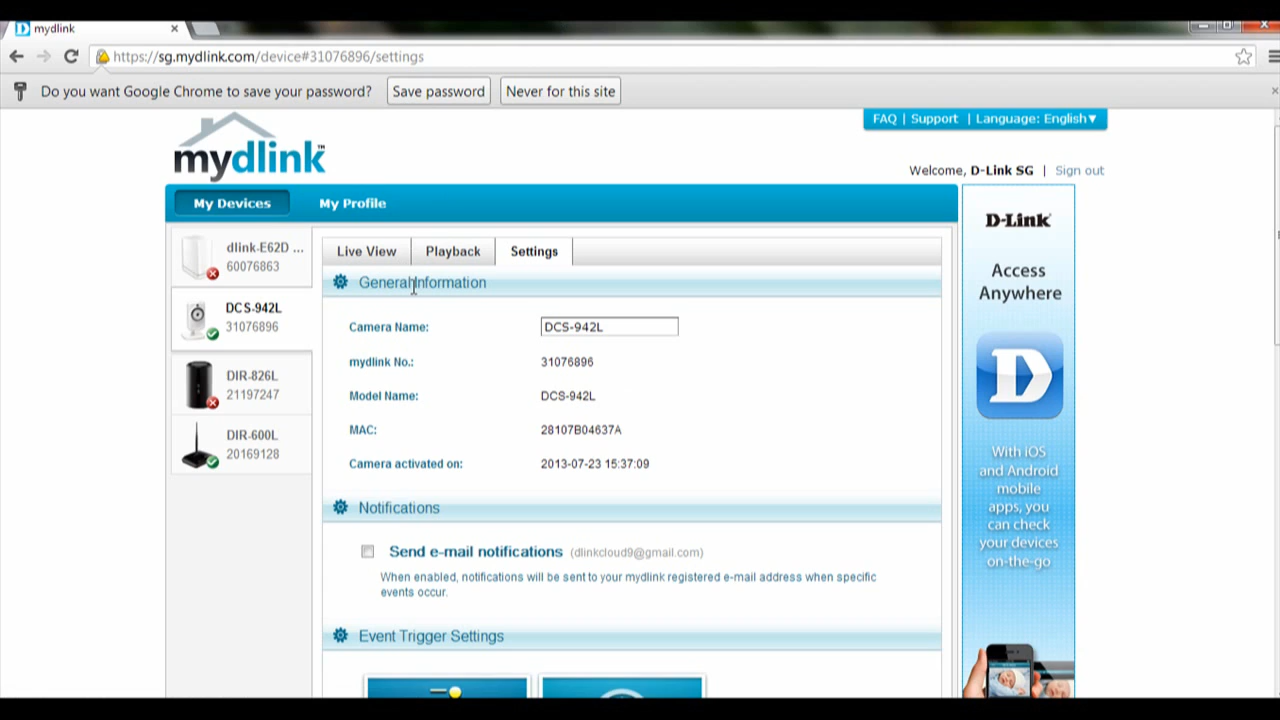 mydlink
https://sg.mydlink.com/device#31076896/settings
Do you want Google Chrome to save your password? Save password Never for this site
FAQ | Support | Language: English▼
mydlink™
Welcome, D-Link SG | Sign out
My Devices My Profile
dlink-E62D ...
60076863
DCS-942L
31076896
DIR-826L
21197247
DIR-600L
20169128
Live View Playback Settings
General Information
Camera Name: DCS-942L
mydlink No.: 31076896
Model Name: DCS-942L
MAC: 28107B04637A
Camera activated on: 2013-07-23 15:37:09
Notifications
Send e-mail notifications (dlinkcloud9@gmail.com)
When enabled, notifications will be sent to your mydlink registered e-mail address when specific
events occur.
Event Trigger Settings
D-Link
Access
Anywhere
With iOS
and Android
mobile
apps, you
can check
your devices
on-the-go